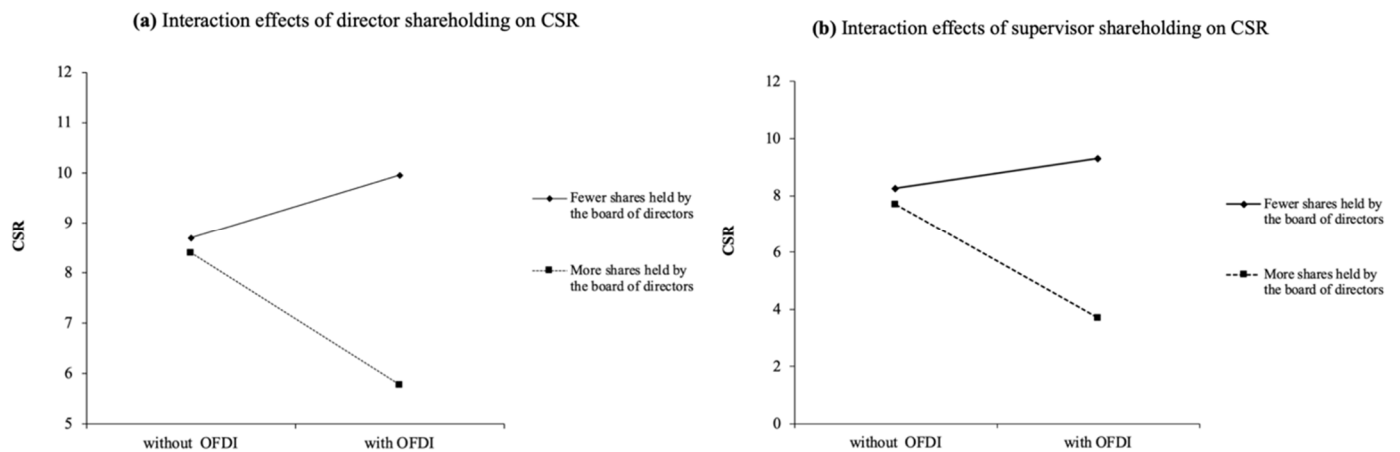 (a) Interaction effects of director shareholding on CSR
12
11
10
9
8
7
6
5
CSR
without OFDI
with OFDI
Fewer shares held by
the board of directors
More shares held by
the board of directors
(b) Interaction effects of supervisor shareholding on CSR
12
10
8
6
4
2
0
CSR
without OFDI
with OFDI
Fewer shares held by
the board of directors
More shares held by
the board of directors